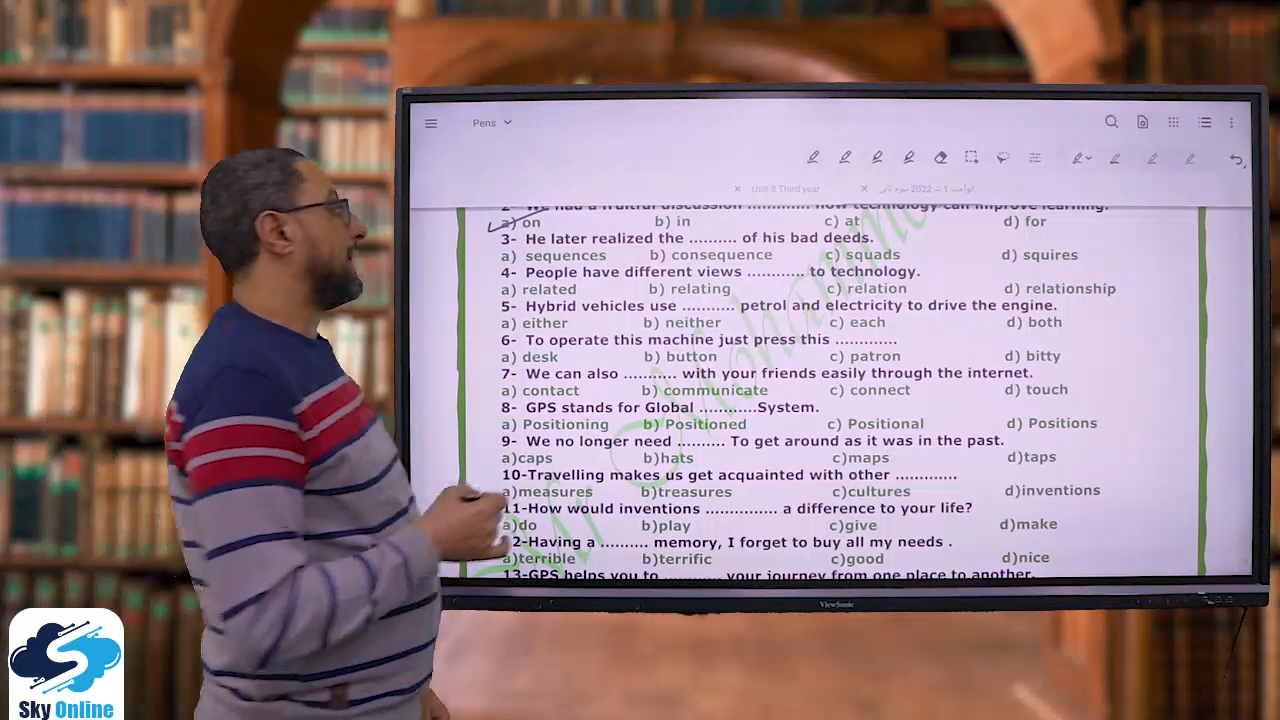 Pens
Unit 8 Third year
2- We had a fruitful discussion ............ how technology can improve learning.
a) on b) in c) at d) for
3- He later realized the .......... of his bad deeds.
a) sequences b) consequence c) squads d) squires
4- People have different views ............ to technology.
a) related b) relating c) relation d) relationship
5- Hybrid vehicles use ........... petrol and electricity to drive the engine.
a) either b) neither c) each d) both
6- To operate this machine just press this .............
a) desk b) button c) patron d) bitty
7- We can also ........... with your friends easily through the internet.
a) contact b) communicate c) connect d) touch
8- GPS stands for Global ............System.
a) Positioning b) Positioned c) Positional d) Positions
9- We no longer need .......... To get around as it was in the past.
a)caps b)hats c)maps d)taps
10-Travelling makes us get acquainted with other .............
a)measures b)treasures c)cultures d)inventions
11-How would inventions ............... a difference to your life?
a)do b)play c)give d)make
12-Having a .......... memory, I forget to buy all my needs .
a)terrible b)terrific c)good d)nice
13-GPS helps you to .......... your journey from one place to another.
Mr Mohamme
ViewSonic
S
Sky Online